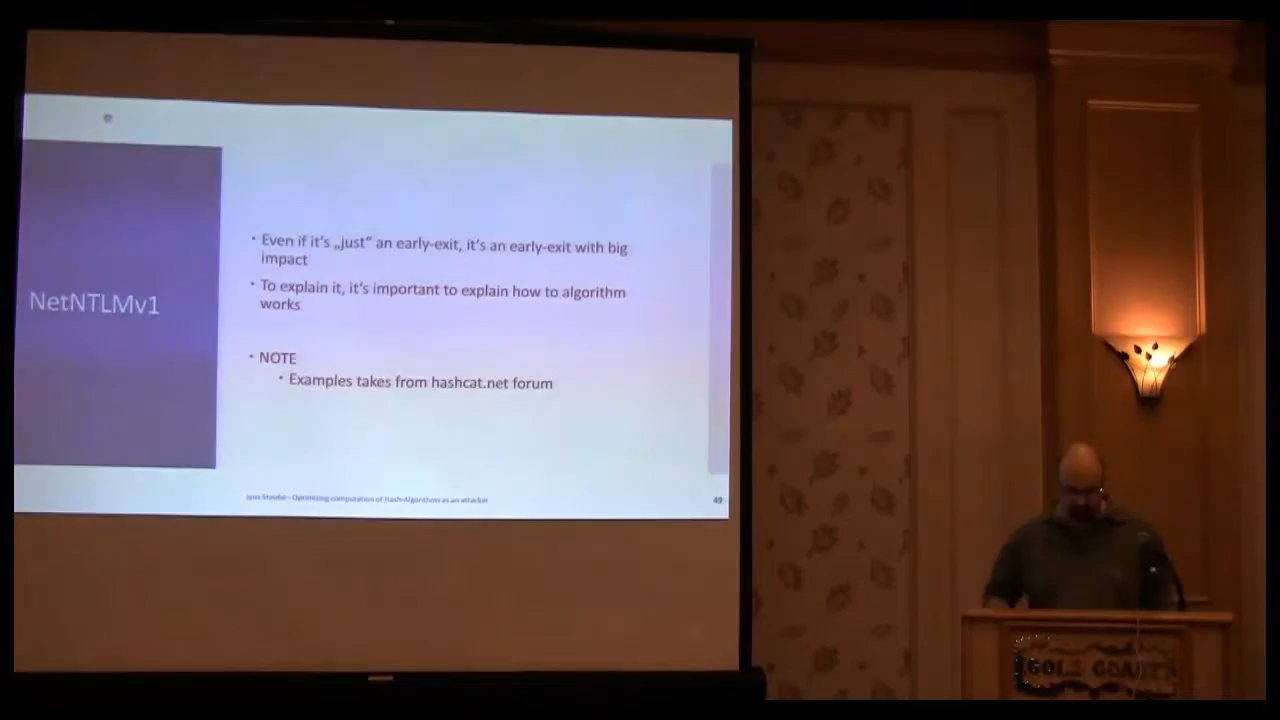 NetNTLMv1
• Even if it's „just“ an early-exit, it's an early-exit with big
impact
• To explain it, it's important to explain how to algorithm
works
• NOTE
• Examples takes from hashcat.net forum
Jens Steube - Optimizing computation of Hash-Algorithms as an attacker
49
GOLD COAST